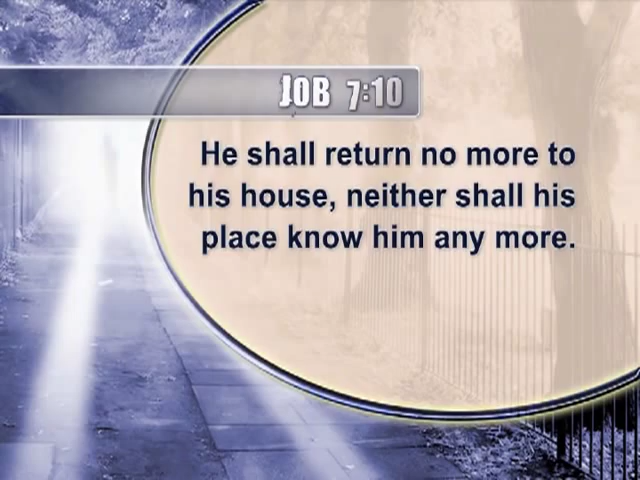 JOB 7:10
He shall return no more to
his house, neither shall his
place know him any more.